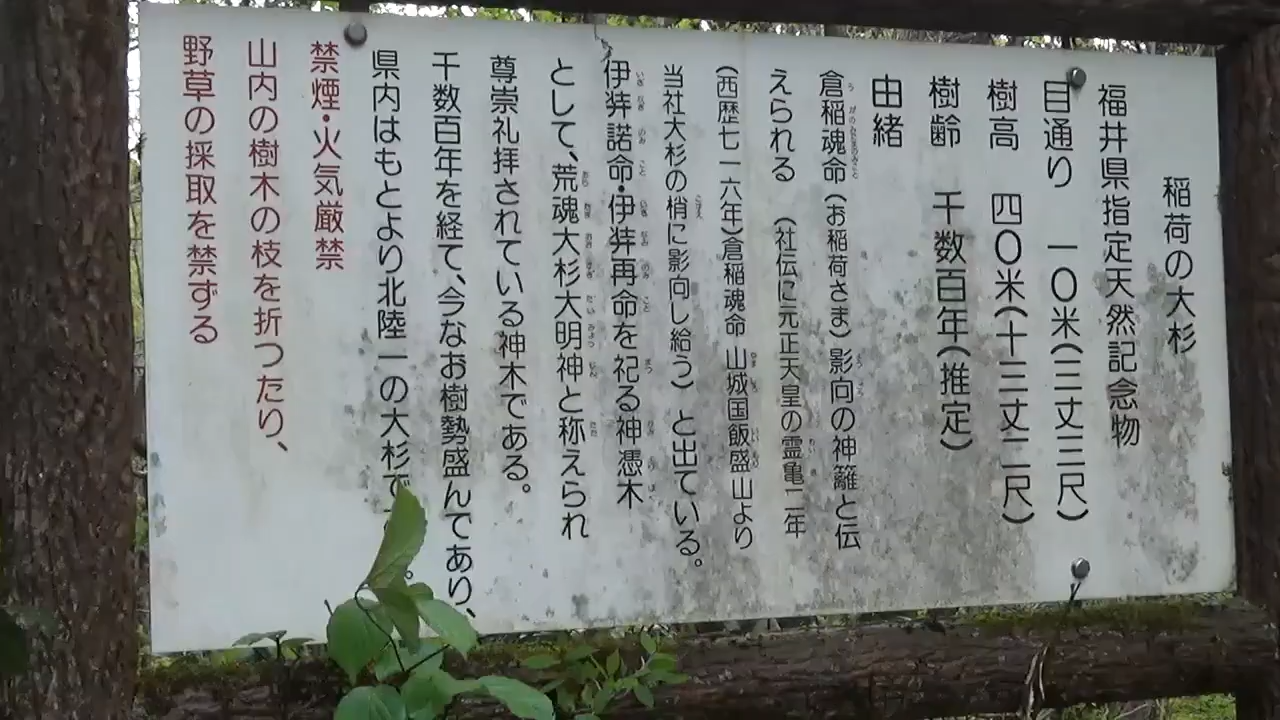 稲荷の大杉
福井県指定天然記念物
目通り　一〇米(三丈三尺)
樹高　四〇米(十三丈二尺)
樹齢　千数百年(推定)
由緒
倉稲魂命(お稲荷さま)影向の神籬と伝
えられる　(社伝に元正天皇の霊亀二年
(西歴七一六年)倉稲魂命　山城国飯盛山より
当社大杉の梢に影向し給う)　と出ている。
伊弉諾命・伊弉再命を祀る神憑木
として、荒魂大杉大明神と称えられ
尊崇礼拝されている神木である。
千数百年を経て、今なお樹勢盛んであり、
県内はもとより北陸一の大杉で
禁煙・火気厳禁
山内の樹木の枝を折つたり、
野草の採取を禁ずる